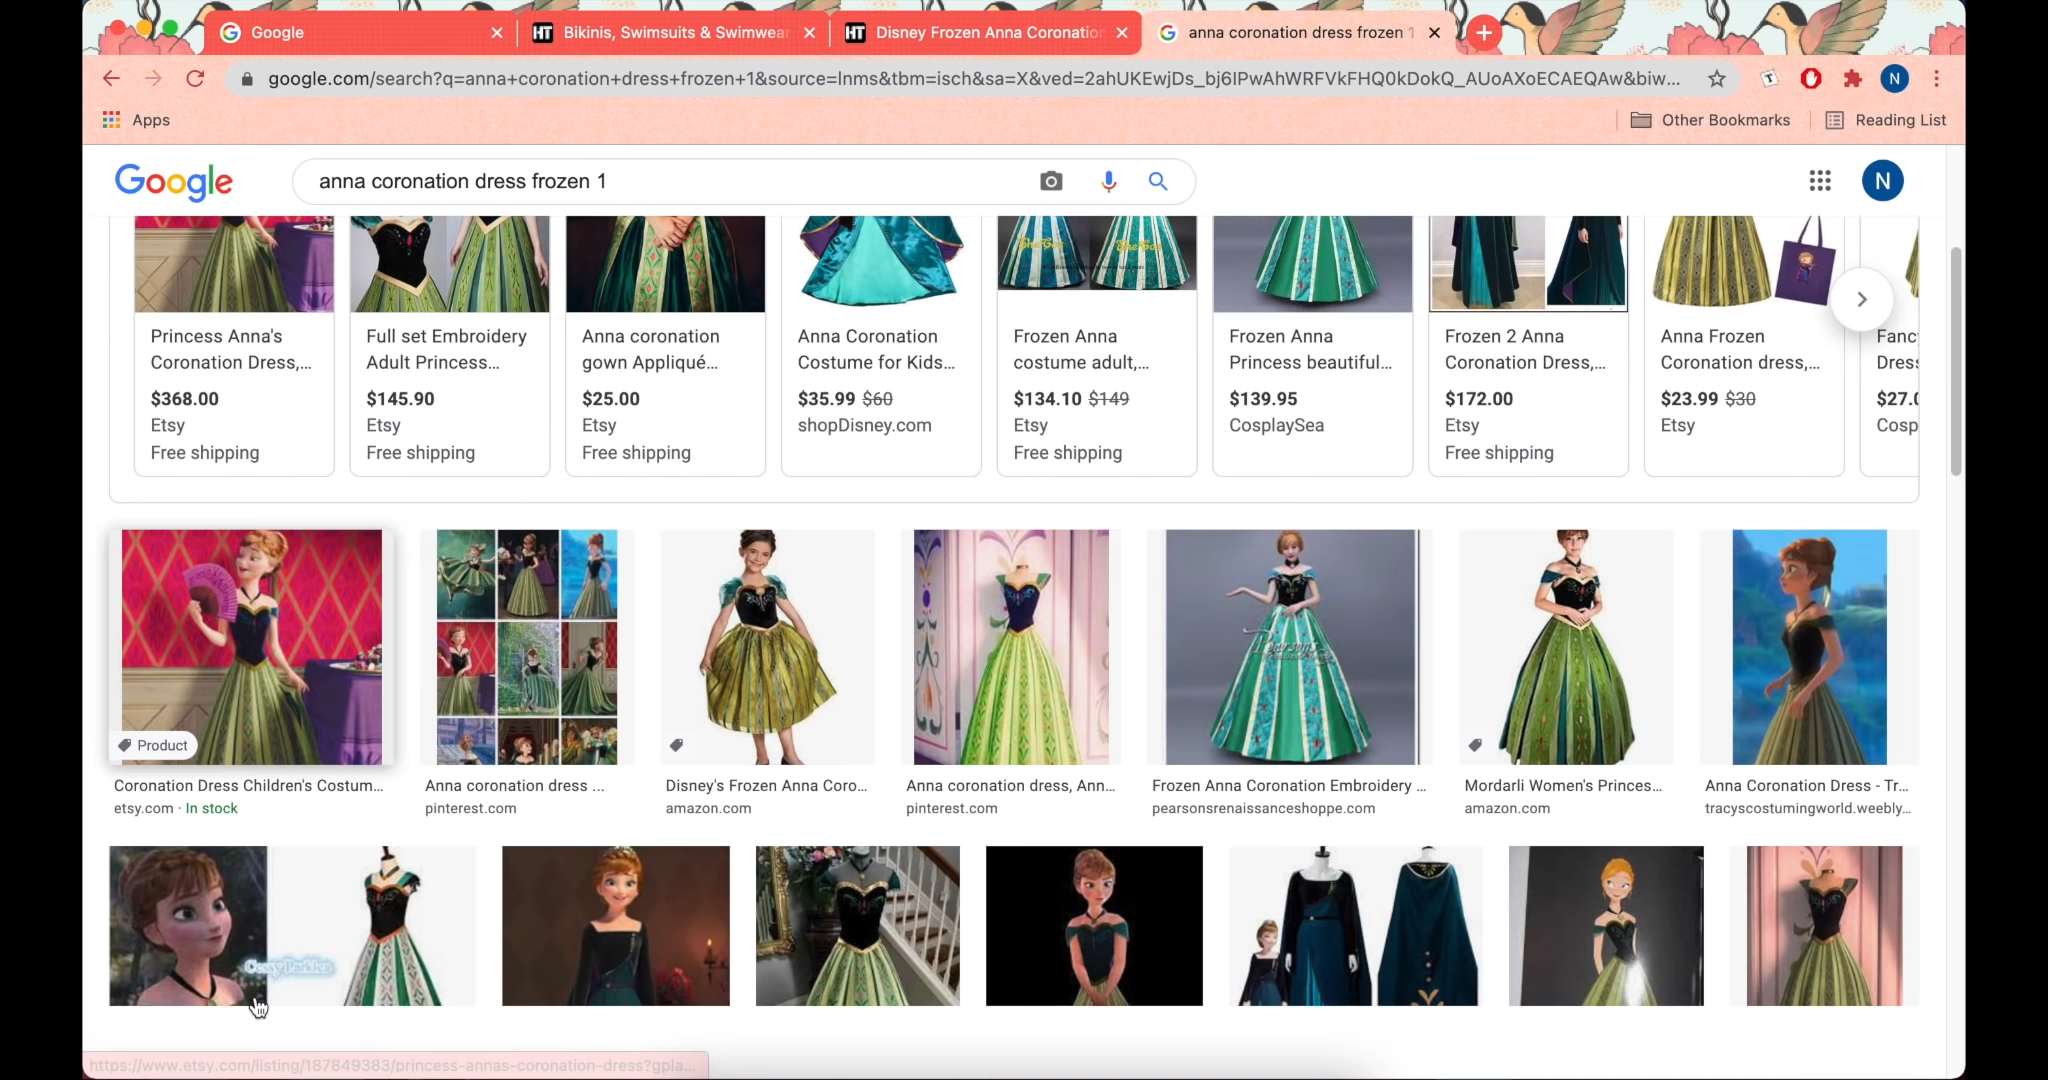 Google
Bikinis, Swimsuits & Swimwear
Disney Frozen Anna Coronation
anna coronation dress frozen 1
google.com/search?q=anna+coronation+dress+frozen+1&source=lnms&tbm=isch&sa=X&ved=2ahUKEwjDs_bj6IPwAhWRFVkFHQ0kDokQ_AUoAXoECAEQAw&biw...
N
Apps
Other Bookmarks
Reading List
Google
anna coronation dress frozen 1
N
Princess Anna's
Coronation Dress,...
$368.00
Etsy
Free shipping
Full set Embroidery
Adult Princess...
$145.90
Etsy
Free shipping
Anna coronation
gown Appliqué...
$25.00
Etsy
Free shipping
Anna Coronation
Costume for Kids...
$35.99 $60
shopDisney.com
Frozen Anna
costume adult,...
$134.10 $149
Etsy
Free shipping
Frozen Anna
Princess beautiful...
$139.95
CosplaySea
Frozen 2 Anna
Coronation Dress,...
$172.00
Etsy
Free shipping
Anna Frozen
Coronation dress,...
$23.99 $30
Etsy
Fanc
Dress
$27.0
Cosp
Product
Coronation Dress Children's Costum...
etsy.com · In stock
Anna coronation dress ...
pinterest.com
Disney's Frozen Anna Coro...
amazon.com
Anna coronation dress, Ann...
pinterest.com
Frozen Anna Coronation Embroidery ...
pearsonsrenaissanceshoppe.com
Mordarli Women's Princes...
amazon.com
Anna Coronation Dress - Tr...
tracyscostumingworld.weebly...
https://www.etsy.com/listing/187849383/princess-annas-coronation-dress?gpla...